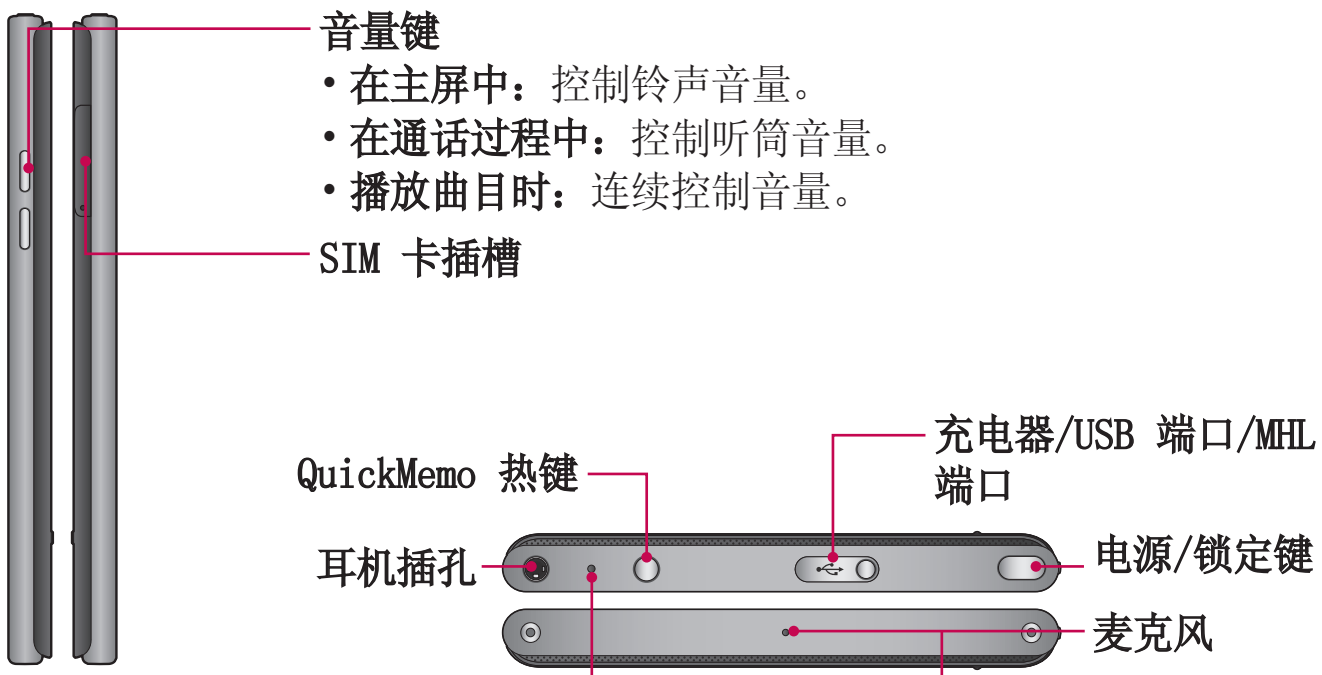 音量键
•在主屏中：控制铃声音量。
•在通话过程中：控制听筒音量。
•播放曲目时：连续控制音量。
SIM 卡插槽
充电器/USB 端口/MHL
端口
QuickMemo 热键
耳机插孔
电源/锁定键
麦克风